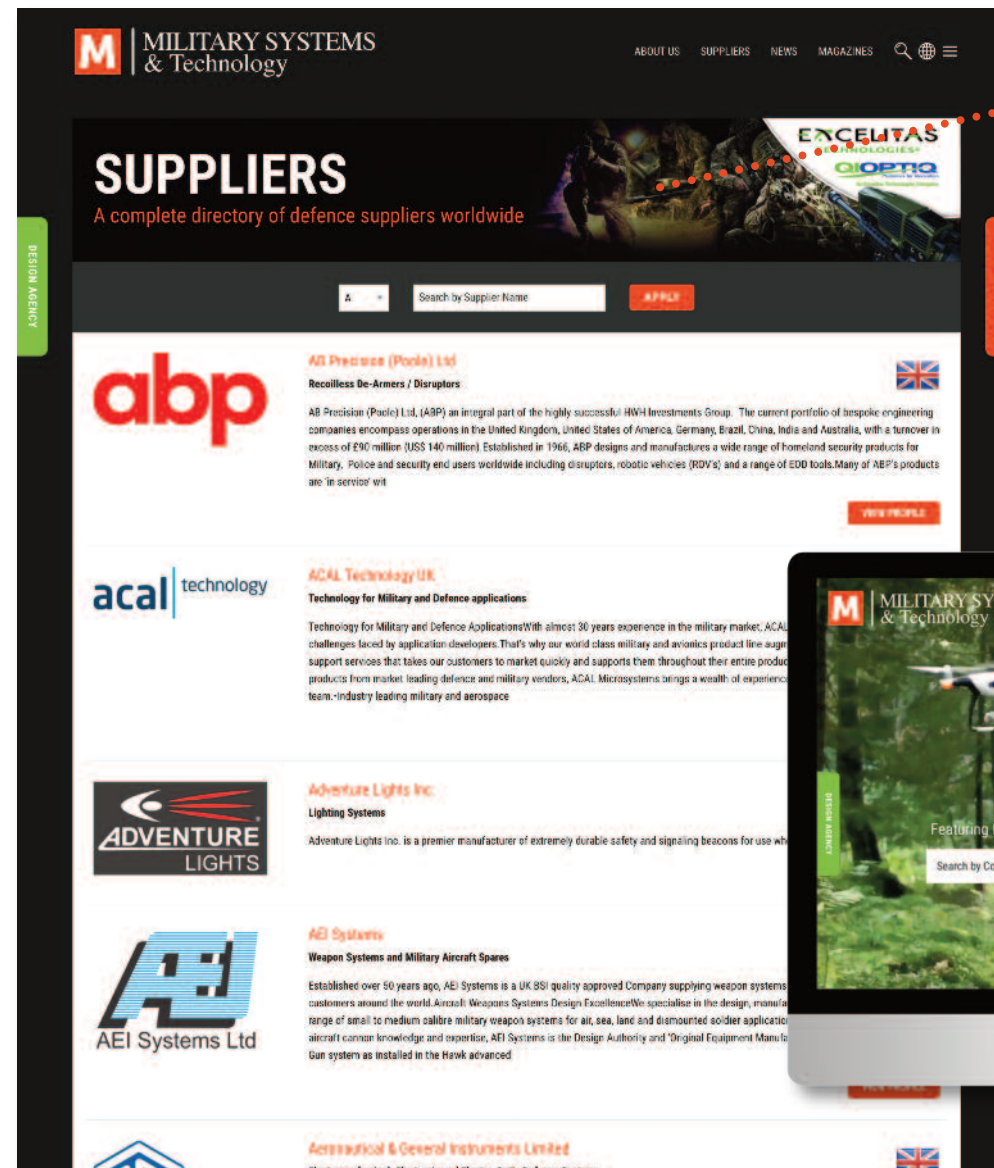 M
MILITARY SYSTEMS
& Technology
ABOUT US SUPPLIERS NEWS MAGAZINES
EXCELITAS
TECHNOLOGIES®
QIOPTIQ
SUPPLIERS
A complete directory of defence suppliers worldwide
DESIGN AGENCY
A
Search by Supplier Name
APPLY
abp
AB Precision (Poole) Ltd
Recoilless De-Armers / Disruptors
AB Precision (Poole) Ltd, (ABP) an integral part of the highly successful HWH Investments Group. The current portfolio of bespoke engineering
companies encompass operations in the United Kingdom, United States of America, Germany, Brazil, China, India and Australia, with a turnover in
excess of £90 million (US$ 140 million). Established in 1966, ABP designs and manufactures a wide range of homeland security products for
Military, Police and security end users worldwide including disruptors, robotic vehicles (RDV's) and a range of EOD tools.Many of ABP's products
are 'in service' wit
VIEW PROFILE
acal technology
ACAL Technology UK
Technology for Military and Defence applications
Technology for Military and Defence ApplicationsWith almost 30 years experience in the military market, ACAL
challenges faced by application developers.That's why our world class military and avionics product line augm
support services that takes our customers to market quickly and supports them throughout their entire produc
products from market leading defence and military vendors, ACAL Microsystems brings a wealth of experience
team.-Industry leading military and aerospace
M
MILITARY SY
& Technology
DESIGN AGENCY
Featuring
Search by Co
ADVENTURE
LIGHTS
Adventure Lights Inc.
Lighting Systems
Adventure Lights Inc. is a premier manufacturer of extremely durable safety and signaling beacons for use wh
AEI
AEI Systems Ltd
AEI Systems
Weapon Systems and Military Aircraft Spares
Established over 50 years ago, AEI Systems is a UK BSI quality approved Company supplying weapon systems
customers around the world.Aircraft Weapons Systems Design ExcellenceWe specialise in the design, manufa
range of small to medium calibre military weapon systems for air, sea, land and dismounted soldier applicatio
aircraft cannon knowledge and expertise, AEI Systems is the Design Authority and 'Original Equipment Manufa
Gun system as installed in the Hawk advanced
VIEW PROFILE
Aeronautical & General Instruments Limited